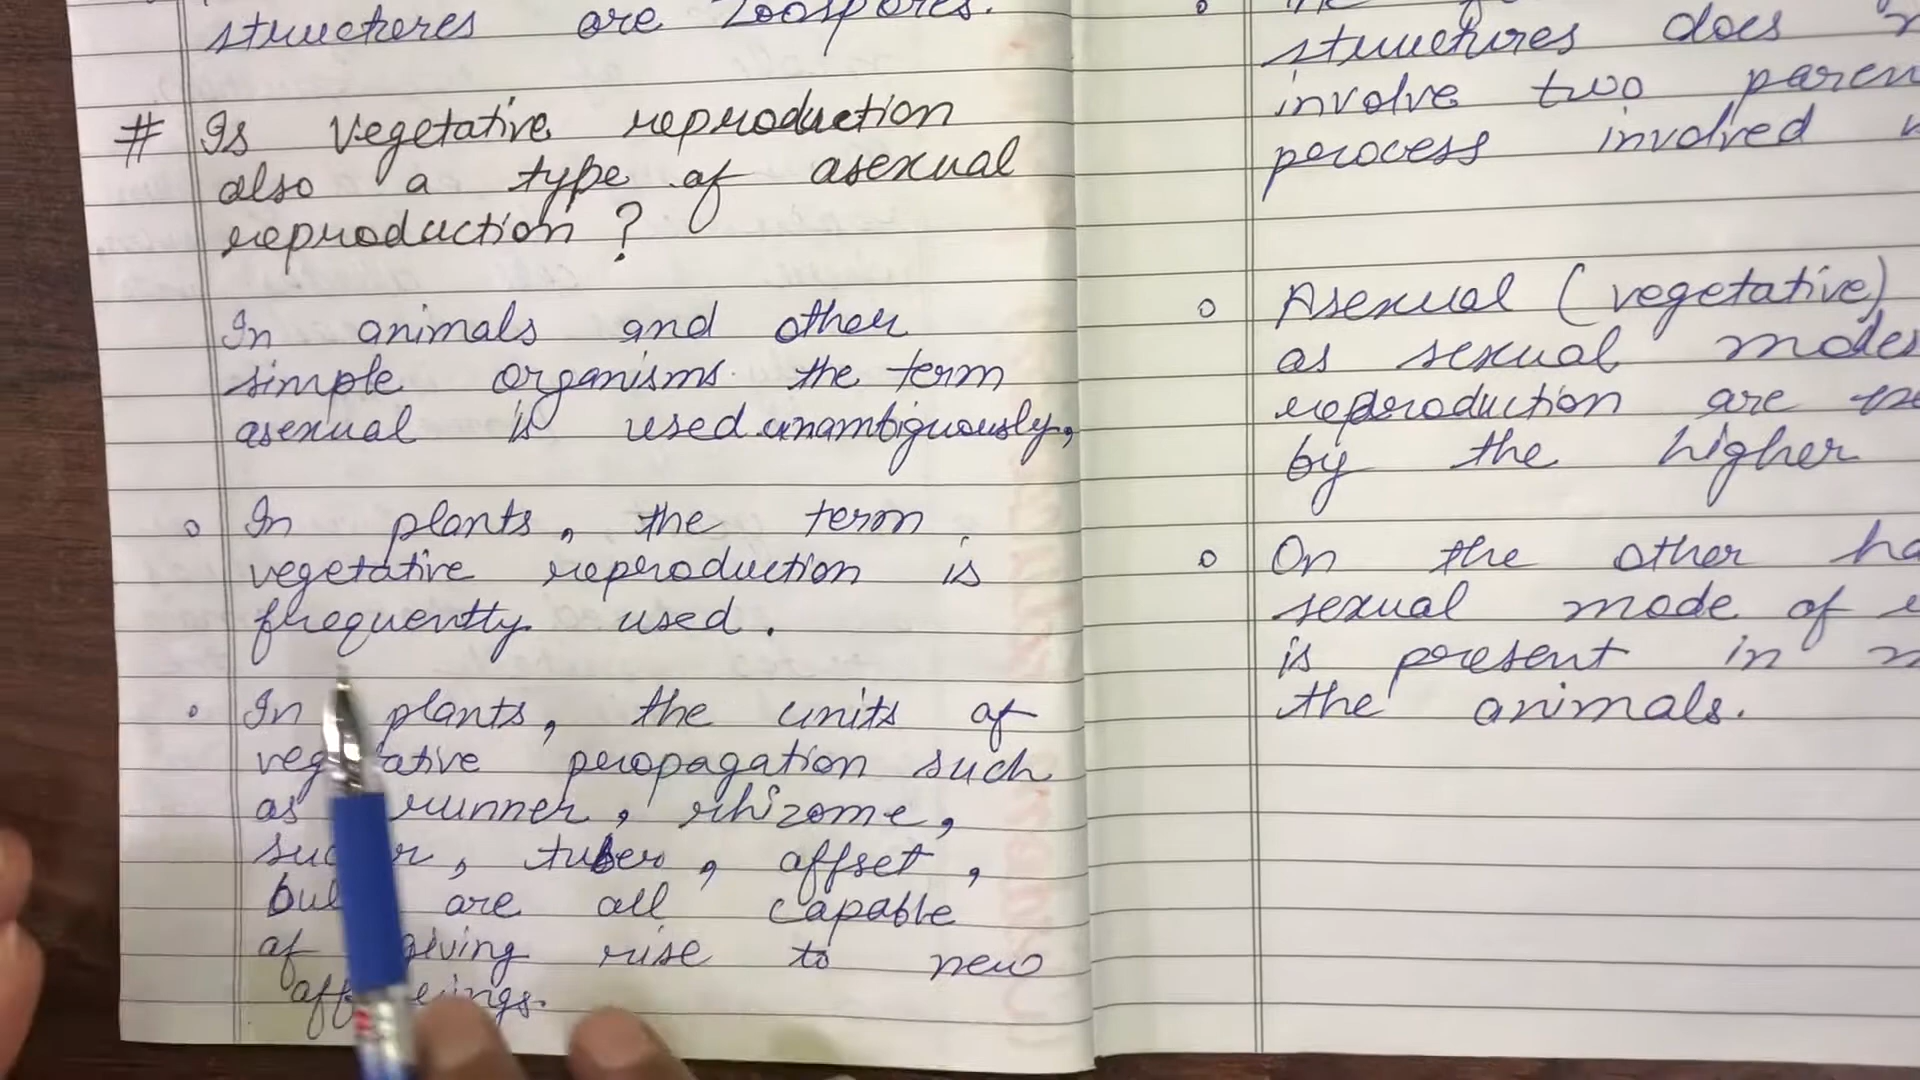 structures are zoospores.
# Is Vegetative reproduction
also a type of asexual
reproduction ?
In animals and other
simple organisms the term
asexual is used unambiguously,
In plants, the term
vegetative reproduction is
frequently used.
In plants, the units of
propagation such
as runner, rhizome,
, tuber, offset,
are all capable
of giving rise to new
structures does
involve two
process involved
Asexual (vegetative)
as sexual modes
reproduction are
by the higher
On the other
sexual mode of
is present in
the animals.